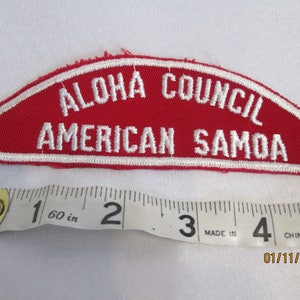 ALOHA COUNCIL
AMERICAN SAMOA
1 60 in 2 3 MADE IN 4 CHIN
01/11/